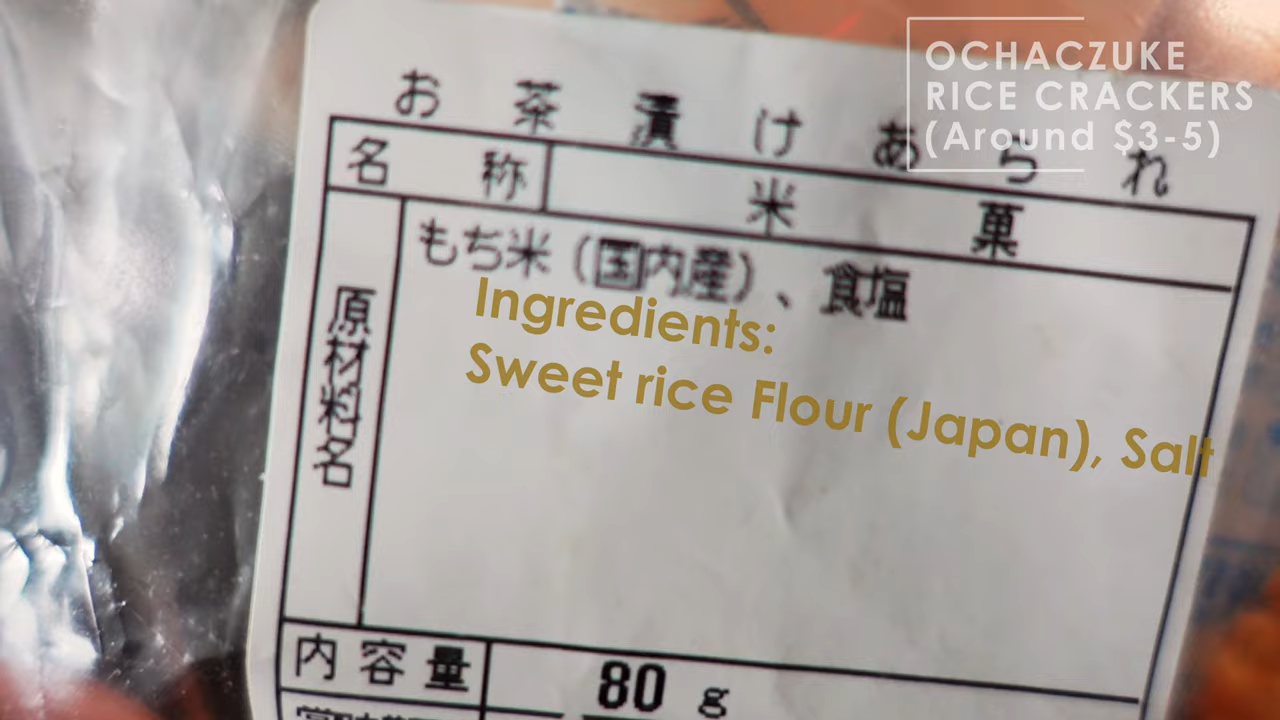 OCHACZUKE
RICE CRACKERS
(Around $3-5)
お茶漬けあられ
名称 米菓
原材料名 もち米（国内産）、食塩
Ingredients:
Sweet rice Flour (Japan), Salt
内容量 80 g